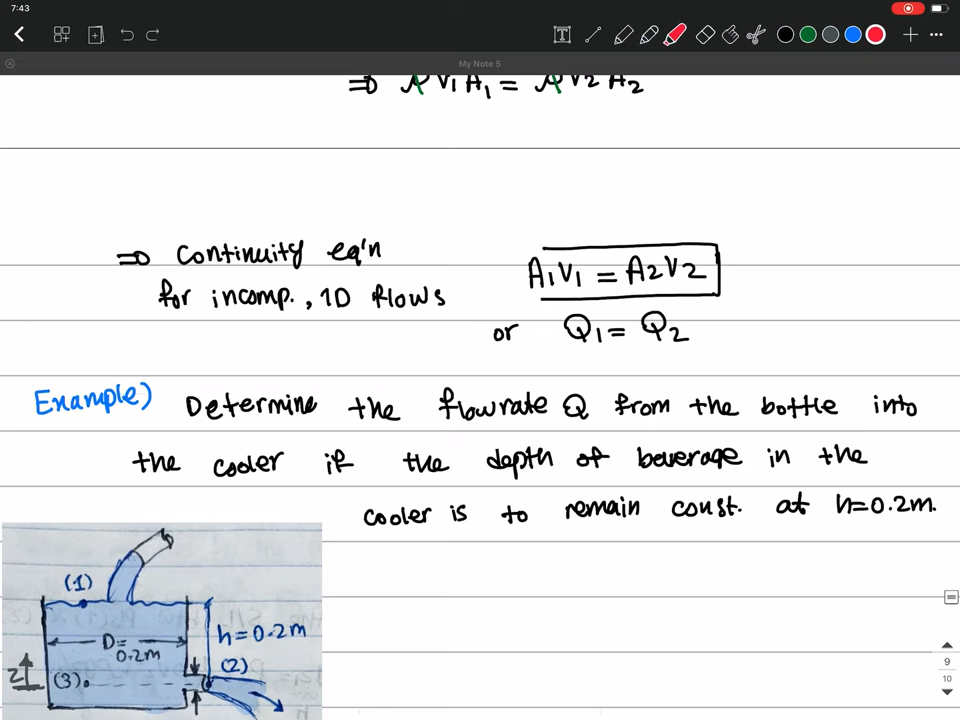 7:43
My Note 5
⇒ ρV1A1 = ρV2A2
⇒ Continuity eq'n
for incomp., 1D flows
A1V1 = A2V2
or Q1 = Q2
Example) Determine the flowrate Q from the bottle into
the cooler if the depth of beverage in the
cooler is to remain const. at h=0.2m.
(1)
h=0.2m
D=
0.2m
(2)
(3)
z
9
10